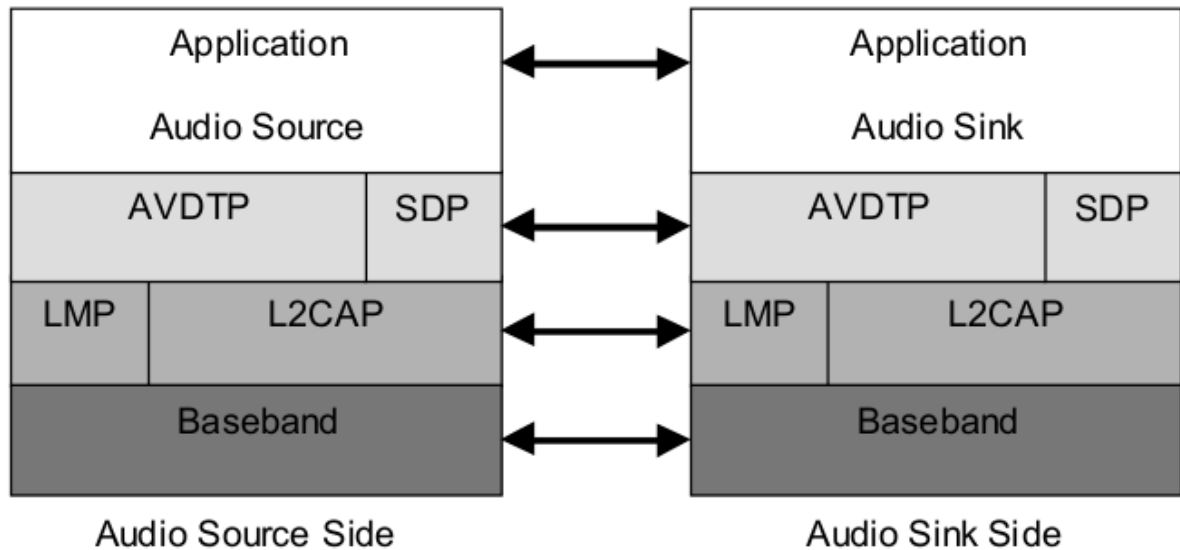 Application
Audio Source
AVDTP
SDP
LMP
L2CAP
Baseband
Audio Source Side
Application
Audio Sink
AVDTP
SDP
LMP
L2CAP
Baseband
Audio Sink Side